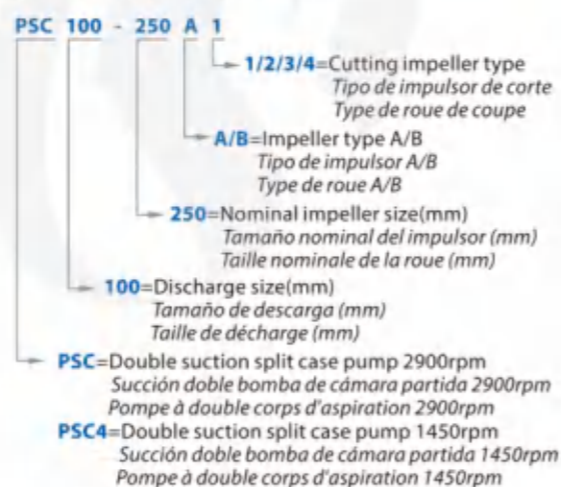 PSC 100 - 250 A 1
1/2/3/4=Cutting impeller type
Tipo de impulsor de corte
Type de roue de coupe
A/B=Impeller type A/B
Tipo de impulsor A/B
Type de roue A/B
250=Nominal impeller size(mm)
Tamaño nominal del impulsor (mm)
Taille nominale de la roue (mm)
100=Discharge size(mm)
Tamaño de descarga (mm)
Taille de décharge (mm)
PSC=Double suction split case pump 2900rpm
Succión doble bomba de cámara partida 2900rpm
Pompe à double corps d'aspiration 2900rpm
PSC4=Double suction split case pump 1450rpm
Succión doble bomba de cámara partida 1450rpm
Pompe à double corps d'aspiration 1450rpm